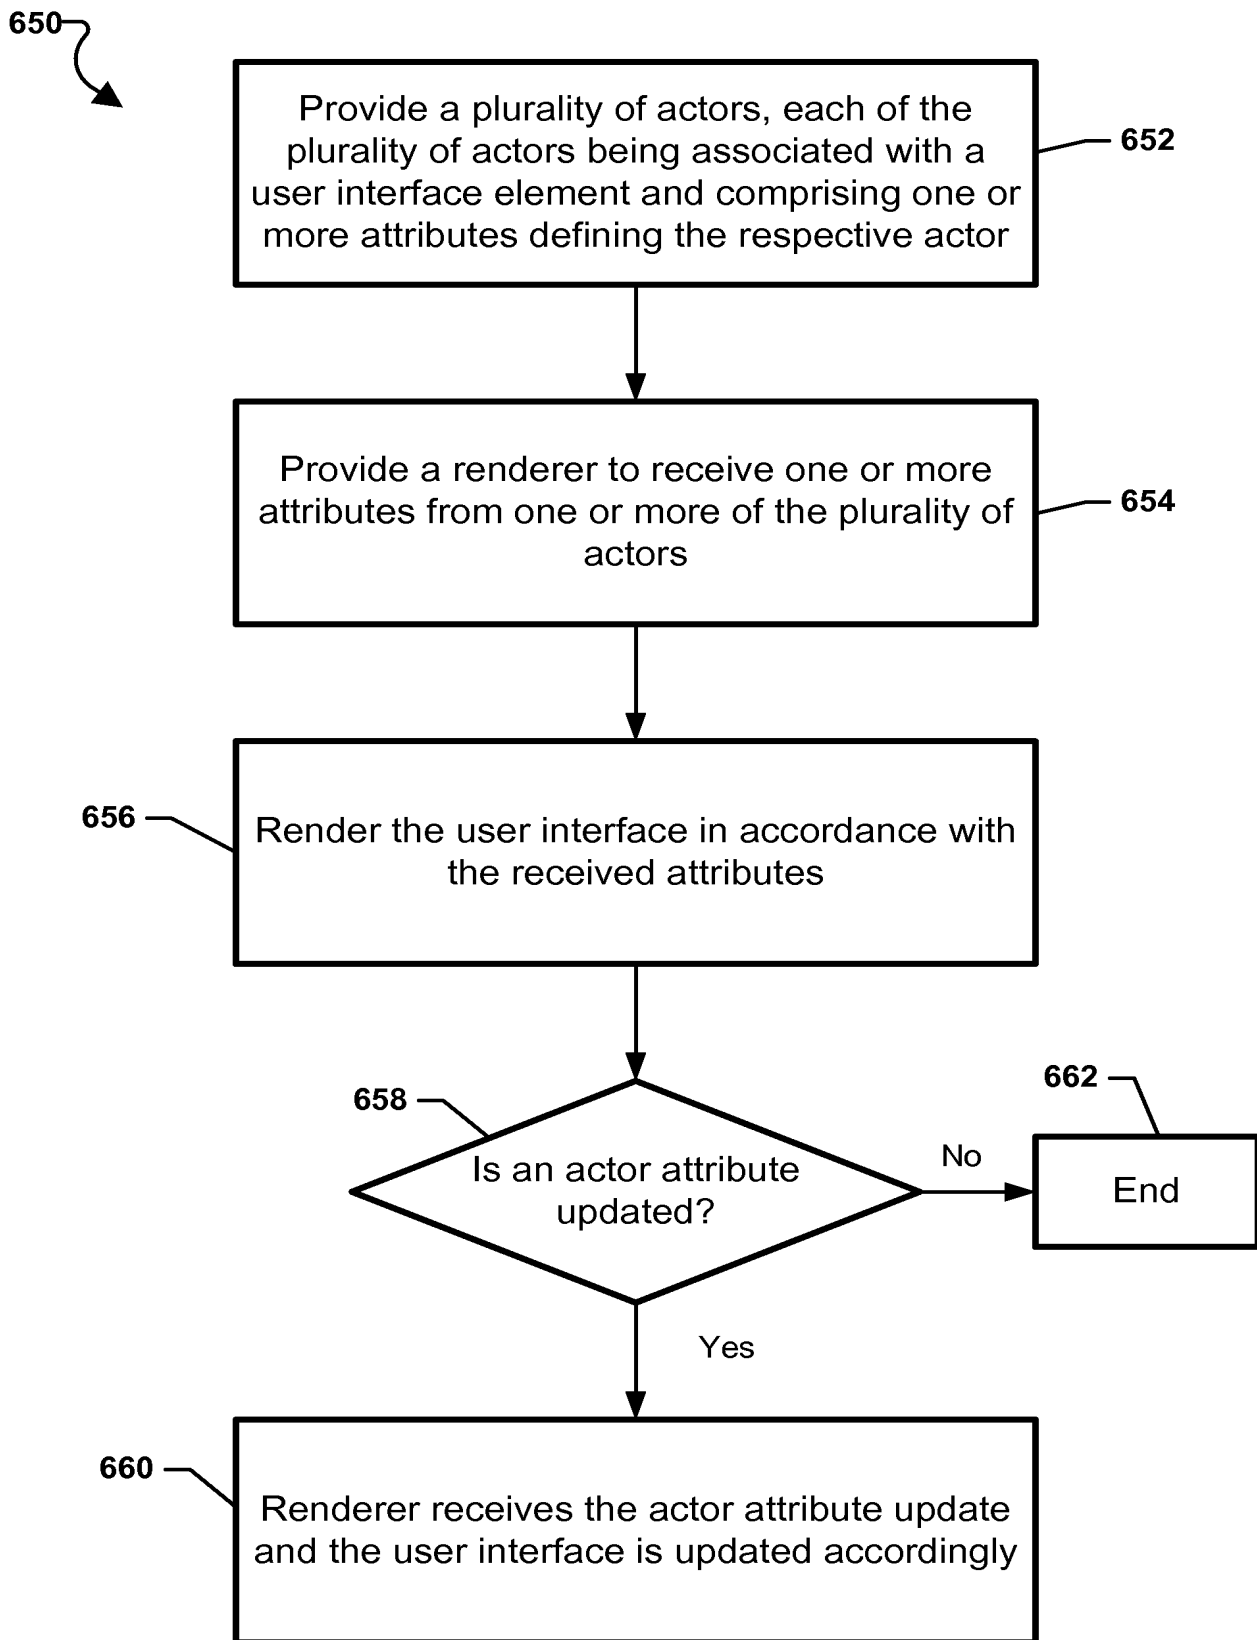 650
Provide a plurality of actors, each of the
plurality of actors being associated with a
user interface element and comprising one or
more attributes defining the respective actor
652
Provide a renderer to receive one or more
attributes from one or more of the plurality of
actors
654
656
Render the user interface in accordance with
the received attributes
658
Is an actor attribute
updated?
No
662
End
Yes
660
Renderer receives the actor attribute update
and the user interface is updated accordingly